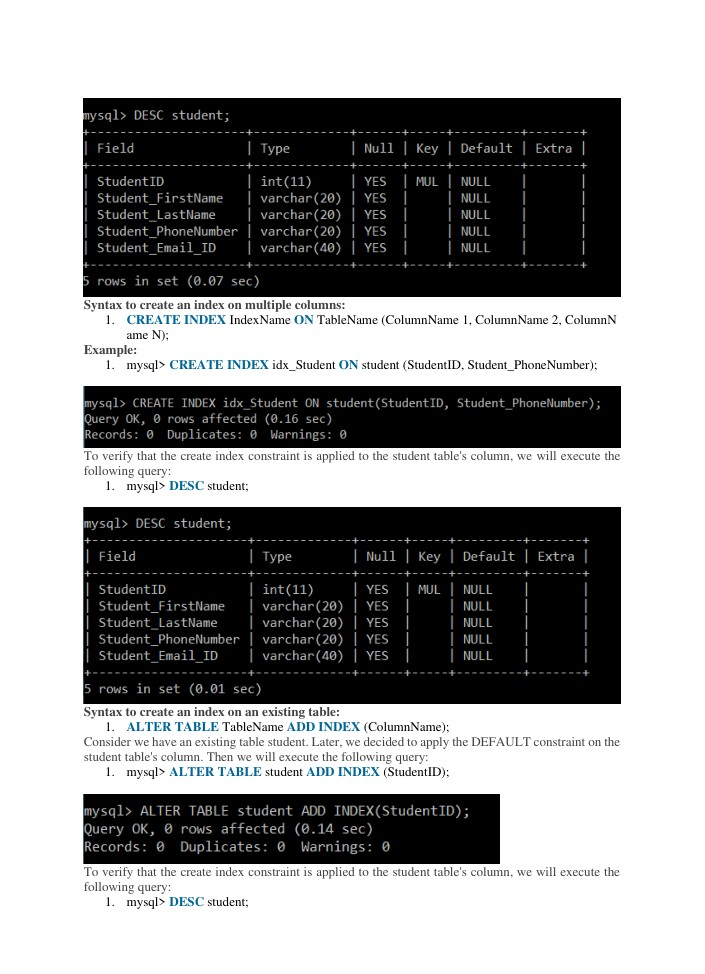 mysql> DESC student;
+---------------------+-------------+------+-----+---------+-------+
| Field | Type | Null | Key | Default | Extra |
+---------------------+-------------+------+-----+---------+-------+
| StudentID | int(11) | YES | MUL | NULL | |
| Student_FirstName | varchar(20) | YES | | NULL | |
| Student_LastName | varchar(20) | YES | | NULL | |
| Student_PhoneNumber | varchar(20) | YES | | NULL | |
| Student_Email_ID | varchar(40) | YES | | NULL | |
+---------------------+-------------+------+-----+---------+-------+
5 rows in set (0.07 sec)
Syntax to create an index on multiple columns:
1. CREATE INDEX IndexName ON TableName (ColumnName 1, ColumnName 2, ColumnN
ame N);
Example:
1. mysql> CREATE INDEX idx_Student ON student (StudentID, Student_PhoneNumber);
mysql> CREATE INDEX idx_Student ON student(StudentID, Student_PhoneNumber);
Query OK, 0 rows affected (0.16 sec)
Records: 0 Duplicates: 0 Warnings: 0
To verify that the create index constraint is applied to the student table's column, we will execute the
following query:
1. mysql> DESC student;
mysql> DESC student;
+---------------------+-------------+------+-----+---------+-------+
| Field | Type | Null | Key | Default | Extra |
+---------------------+-------------+------+-----+---------+-------+
| StudentID | int(11) | YES | MUL | NULL | |
| Student_FirstName | varchar(20) | YES | | NULL | |
| Student_LastName | varchar(20) | YES | | NULL | |
| Student_PhoneNumber | varchar(20) | YES | | NULL | |
| Student_Email_ID | varchar(40) | YES | | NULL | |
+---------------------+-------------+------+-----+---------+-------+
5 rows in set (0.01 sec)
Syntax to create an index on an existing table:
1. ALTER TABLE TableName ADD INDEX (ColumnName);
Consider we have an existing table student. Later, we decided to apply the DEFAULT constraint on the
student table's column. Then we will execute the following query:
1. mysql> ALTER TABLE student ADD INDEX (StudentID);
mysql> ALTER TABLE student ADD INDEX(StudentID);
Query OK, 0 rows affected (0.14 sec)
Records: 0 Duplicates: 0 Warnings: 0
To verify that the create index constraint is applied to the student table's column, we will execute the
following query:
1. mysql> DESC student;